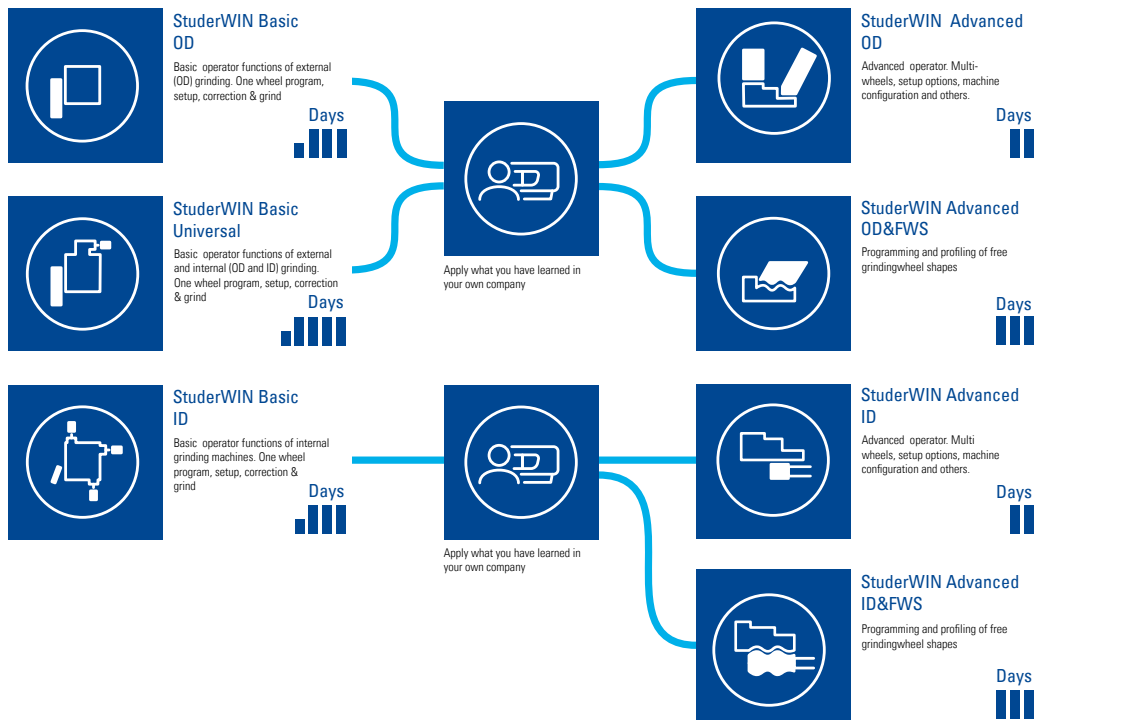 StuderWIN Basic
OD
Basic operator functions of external
(OD) grinding. One wheel program,
setup, correction & grind
Days
StuderWIN Basic
Universal
Basic operator functions of external
and internal (OD and ID) grinding.
One wheel program, setup, correction
& grind
Days
Apply what you have learned in
your own company
StuderWIN Advanced
OD
Advanced operator. Multi-
wheels, setup options, machine
configuration and others.
Days
StuderWIN Advanced
OD&FWS
Programming and profiling of free
grindingwheel shapes
Days
StuderWIN Basic
ID
Basic operator functions of internal
grinding machines. One wheel
program, setup, correction &
grind
Days
Apply what you have learned in
your own company
StuderWIN Advanced
ID
Advanced operator. Multi
wheels, setup options, machine
configuration and others.
Days
StuderWIN Advanced
ID&FWS
Programming and profiling of free
grindingwheel shapes
Days